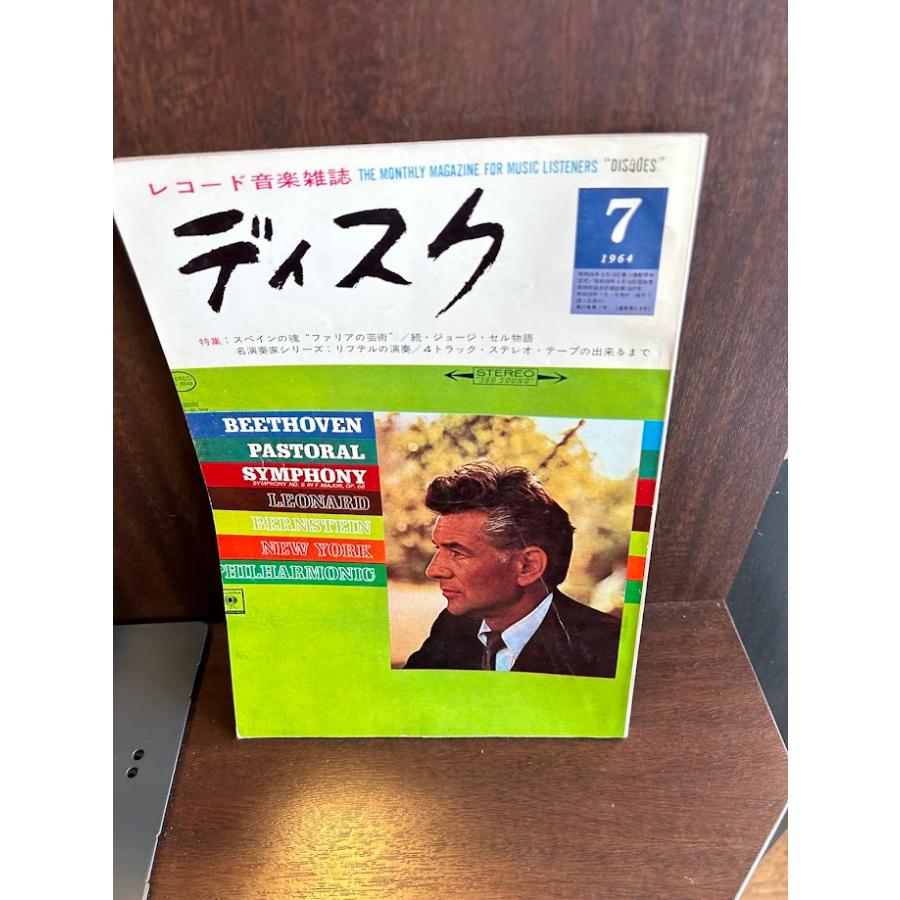 レコード音楽雑誌 THE MONTHLY MAGAZINE FOR MUSIC LISTENERS "DISQUES"
ディスク
7
1964
特集：スペインの魂“ファリアの芸術”／続・ジョージ・セル物語
名演奏家シリーズ：リフテルの演奏／4トラック・ステレオ・テープの出来るまで
STEREO
"360 SOUND"
BEETHOVEN
PASTORAL
SYMPHONY
SYMPHONY NO. 6 IN F MAJOR, OP. 68
LEONARD
BERNSTEIN
NEW YORK
PHILHARMONIC